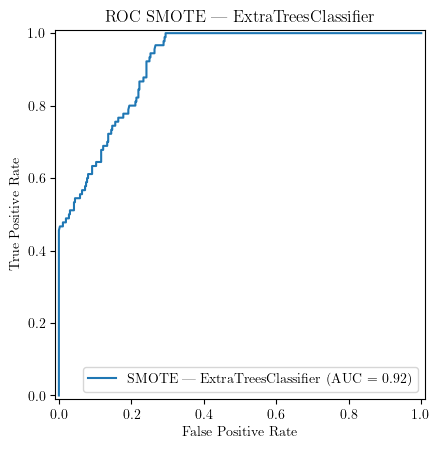 ROC SMOTE — ExtraTreesClassifier
1.0
0.8
0.6
0.4
0.2
0.0
True Positive Rate
SMOTE — ExtraTreesClassifier (AUC = 0.92)
0.0 0.2 0.4 0.6 0.8 1.0
False Positive Rate